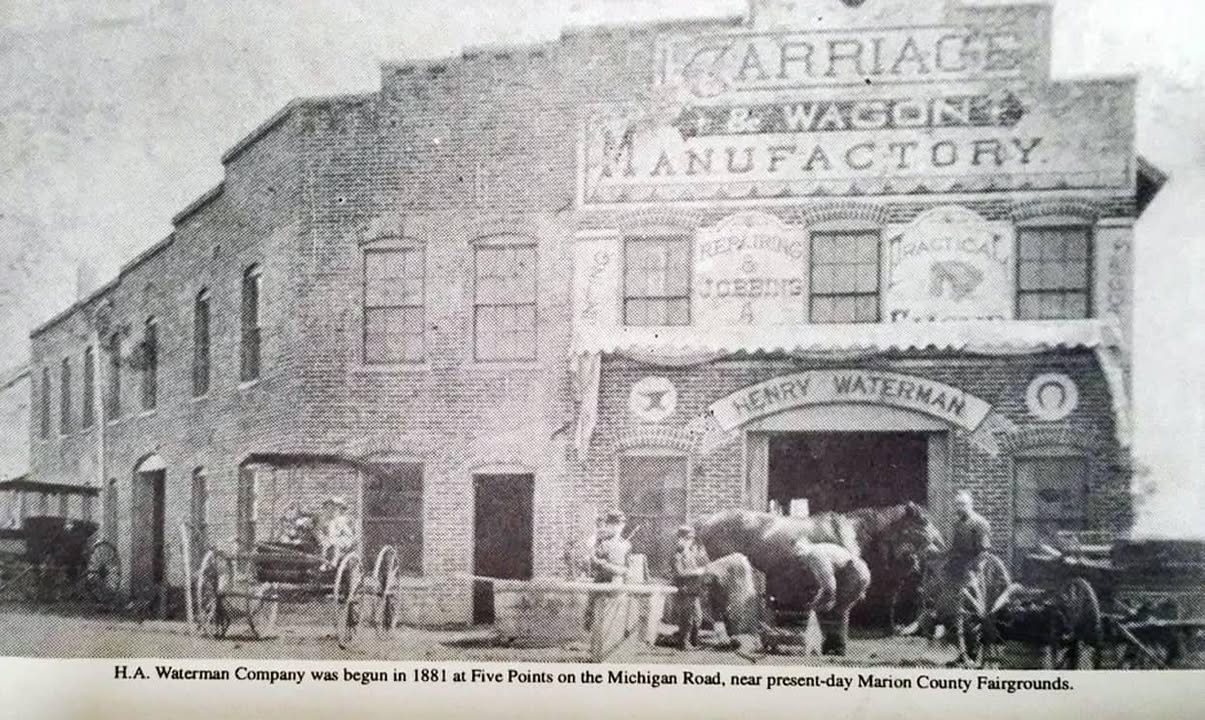 CARRIAGE
& WAGON
MANUFACTORY.
REPAIRING
&
JOBBING
A
PRACTICAL
HENRY WATERMAN
H.A. Waterman Company was begun in 1881 at Five Points on the Michigan Road, near present-day Marion County Fairgrounds.